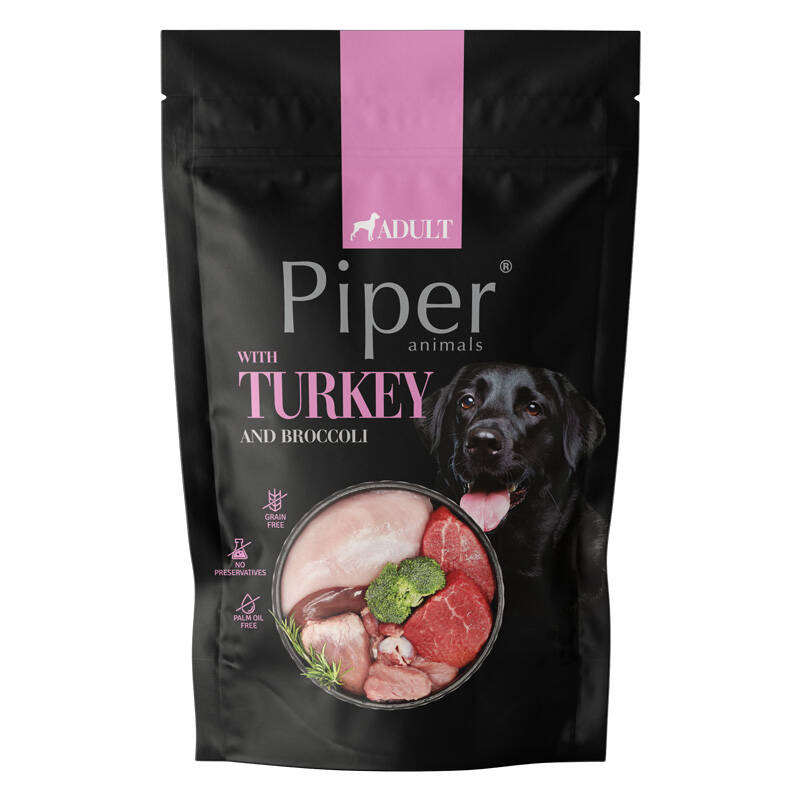 ADULT
Piper®
animals
WITH
TURKEY
AND BROCCOLI
GRAIN
FREE
NO
PRESERVATIVES
PALM OIL
FREE